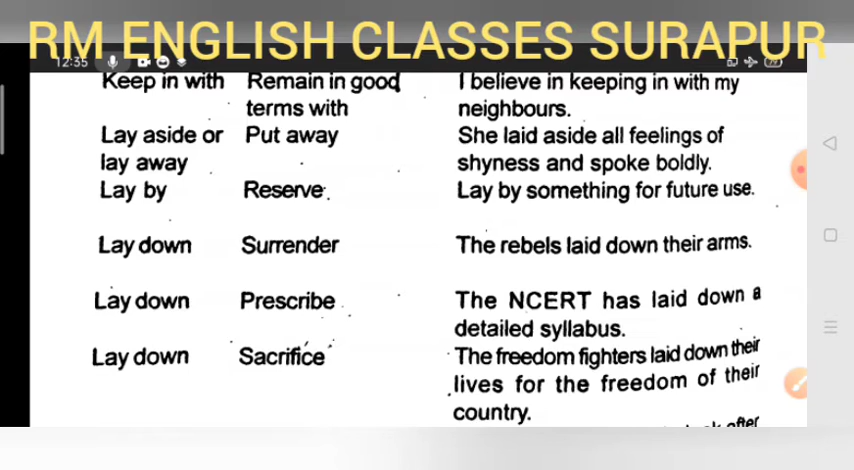 RM ENGLISH CLASSES SURAPUR
12:35
79
Keep in with Remain in good I believe in keeping in with my
terms with neighbours.
Lay aside or Put away She laid aside all feelings of
lay away shyness and spoke boldly.
Lay by Reserve. Lay by something for future use.
Lay down Surrender The rebels laid down their arms.
Lay down Prescribe The NCERT has laid down a
detailed syllabus.
Lay down Sacrifice The freedom fighters laid down their
lives for the freedom of their
country.
after